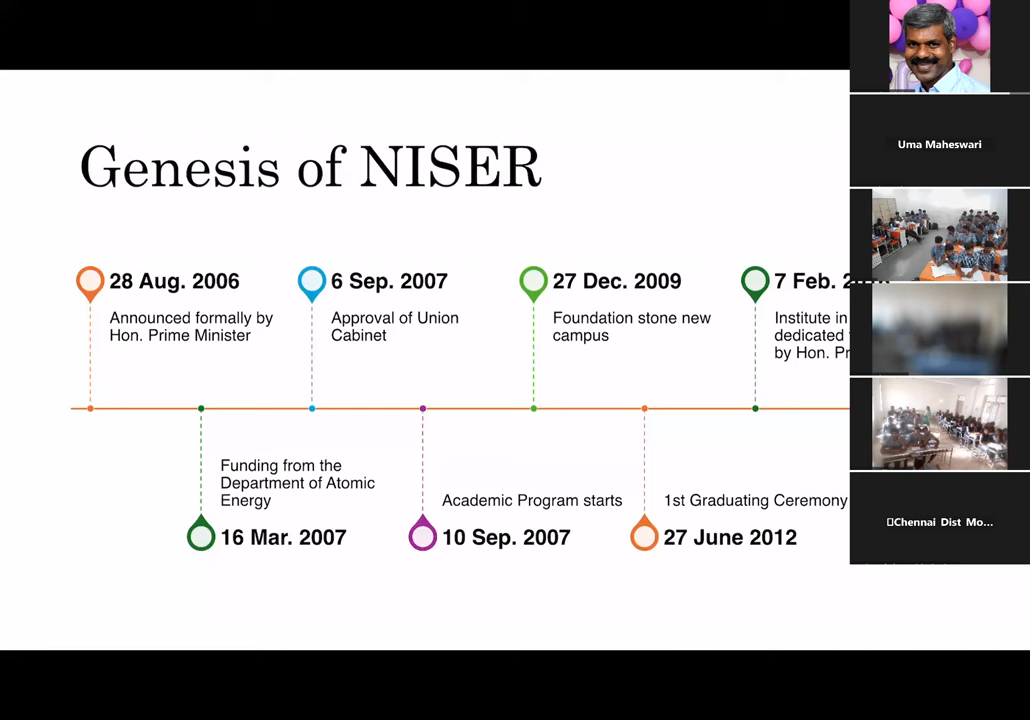 Genesis of NISER
28 Aug. 2006
Announced formally by
Hon. Prime Minister
6 Sep. 2007
Approval of Union
Cabinet
27 Dec. 2009
Foundation stone new
campus
7 Feb.
Institute in
dedicated
by Hon.
Funding from the
Department of Atomic
Energy
16 Mar. 2007
Academic Program starts
10 Sep. 2007
1st Graduating Ceremony
27 June 2012
Uma Maheswari
Chennai Dist Mo...